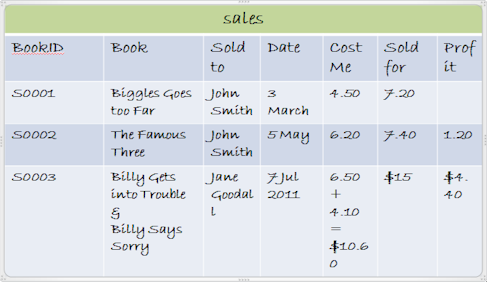 sales
BookID Book Sold to Date Cost Me Sold for Profit
S0001 Biggles Goes too Far John Smith 3 March 4.50 7.20
S0002 The Famous Three John Smith 5 May 6.20 7.40 1.20
S0003 Billy Gets into Trouble & Billy Says Sorry Jane Goodall 7 Jul 2011 6.50 + 4.10 = $10.60 $15 $4.40